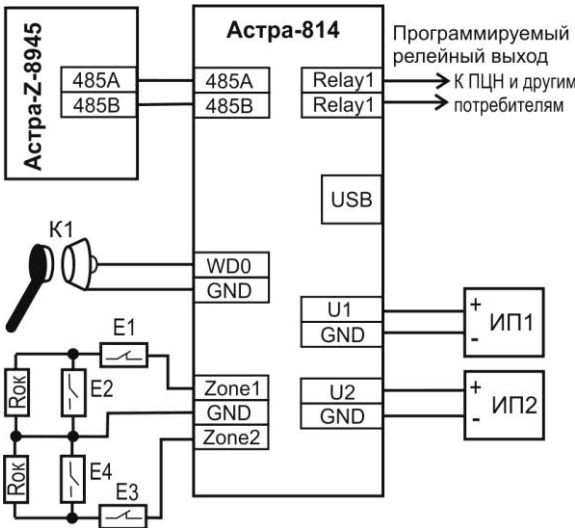 Астра-Z-8945
485A
485B
Астра-814
485A
485B
Relay1
Relay1
Программируемый
релейный выход
К ПЦН и другим
потребителям
USB
К1
WD0
GND
U1
GND
+
-
ИП1
U2
GND
+
-
ИП2
E1
Rок
E2
Zone1
GND
Zone2
Rок
E4
E3